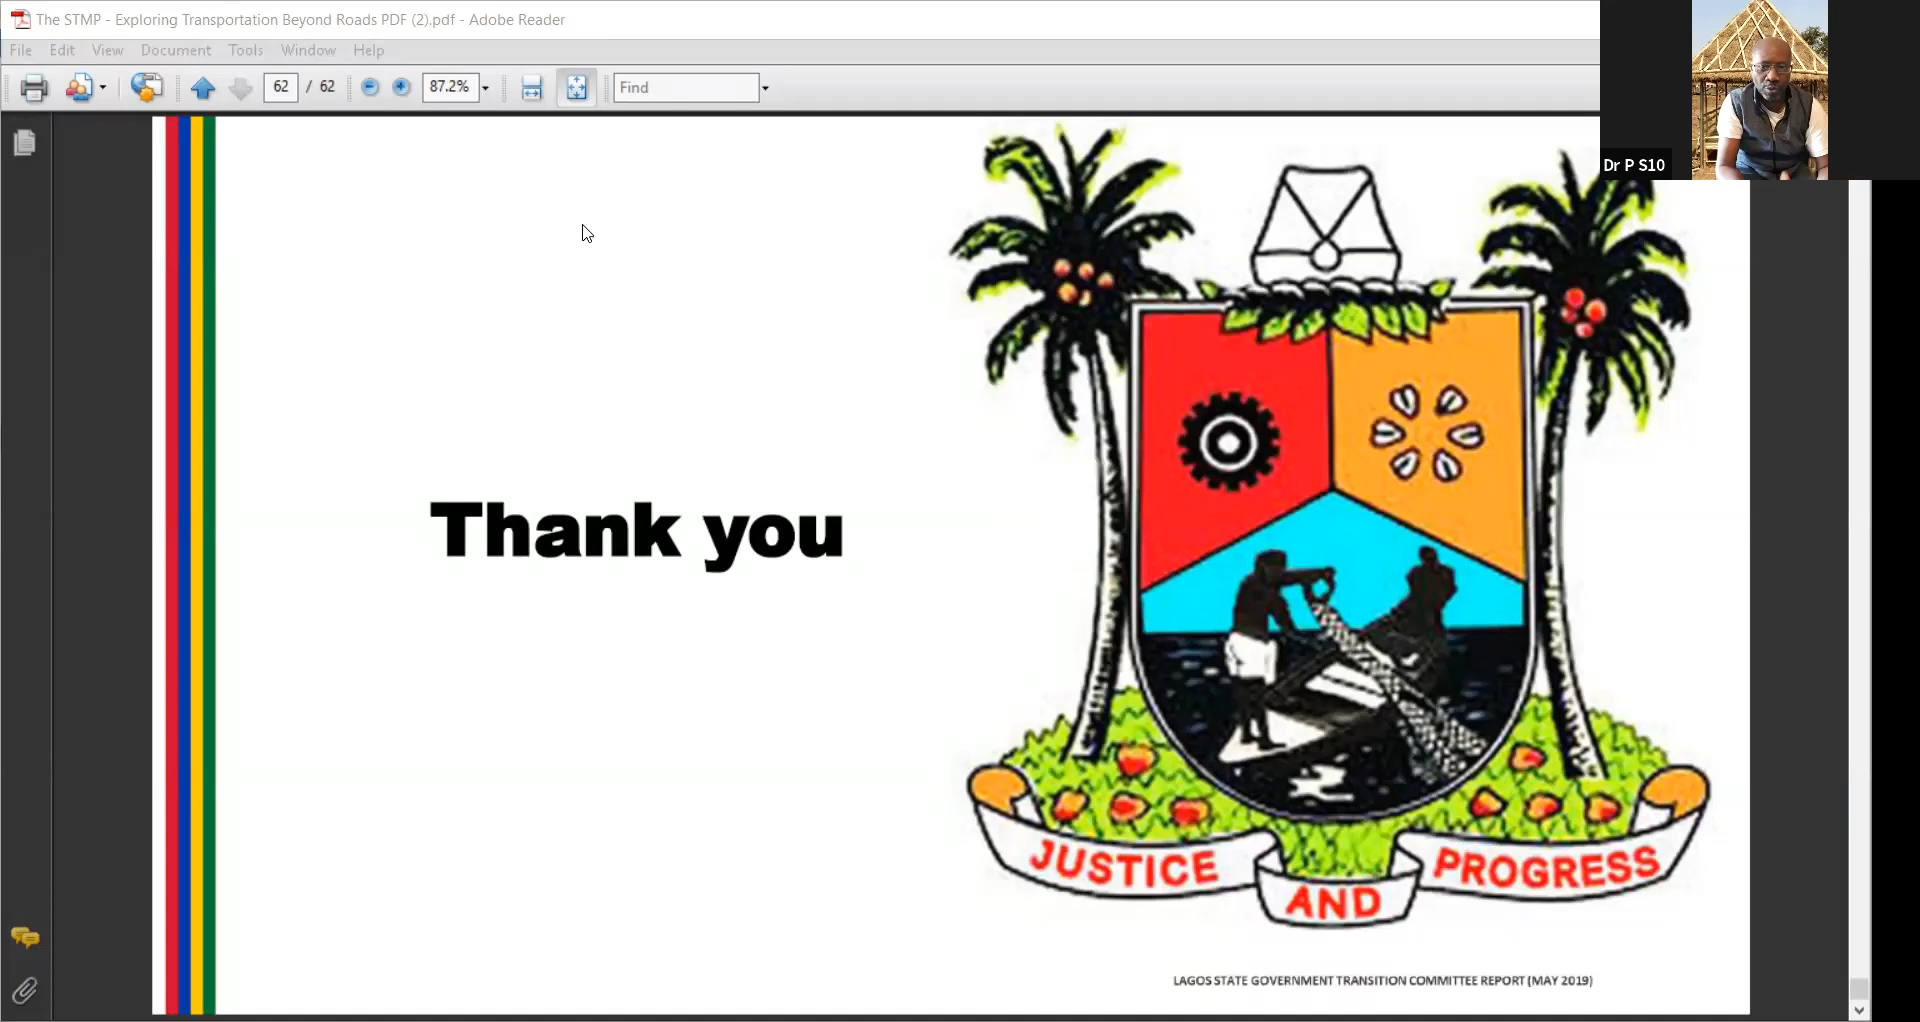 The STMP - Exploring Transportation Beyond Roads PDF (2).pdf - Adobe Reader
File Edit View Document Tools Window Help
62 / 62 87.2% Find
Dr P S10
Thank you
JUSTICE AND PROGRESS
LAGOS STATE GOVERNMENT TRANSITION COMMITTEE REPORT (MAY 2019)